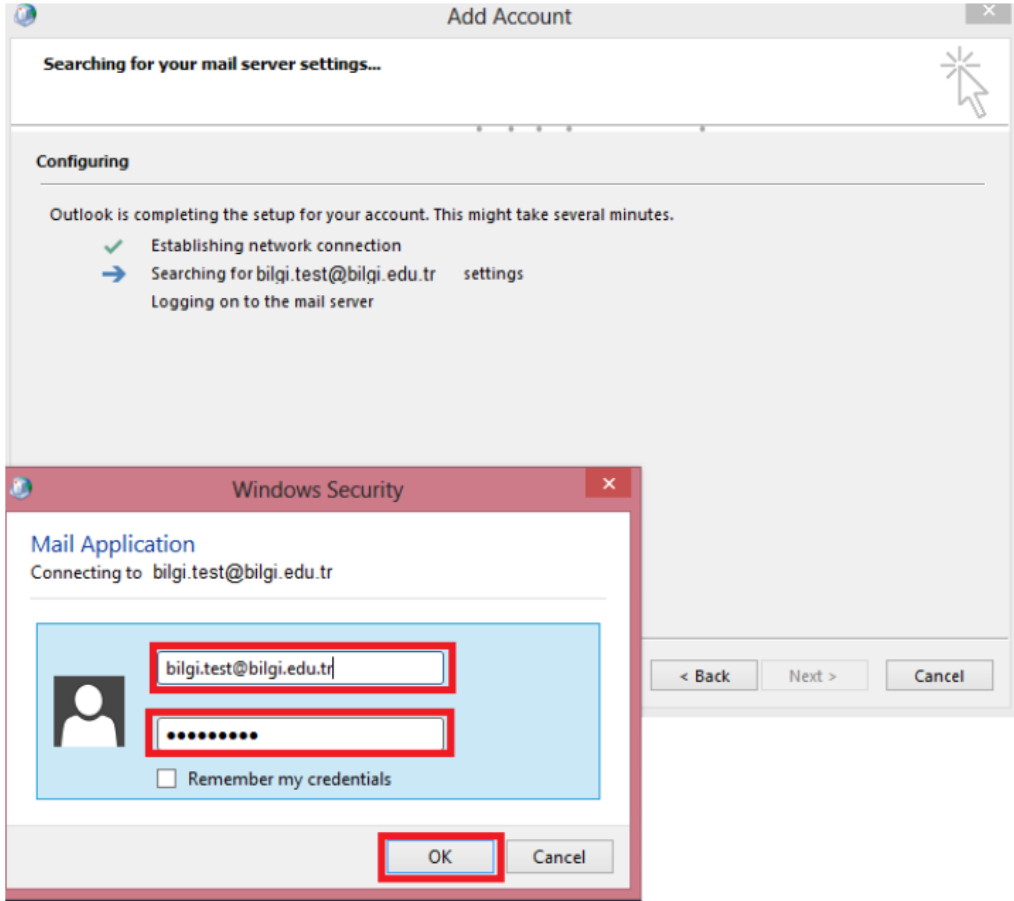 Add Account
Searching for your mail server settings...
Configuring
Outlook is completing the setup for your account. This might take several minutes.
Establishing network connection
Searching for bilgi.test@bilgi.edu.tr settings
Logging on to the mail server
< Back Next > Cancel
Windows Security
Mail Application
Connecting to bilgi.test@bilgi.edu.tr
bilgi.test@bilgi.edu.tr
•••••••••
Remember my credentials
OK Cancel